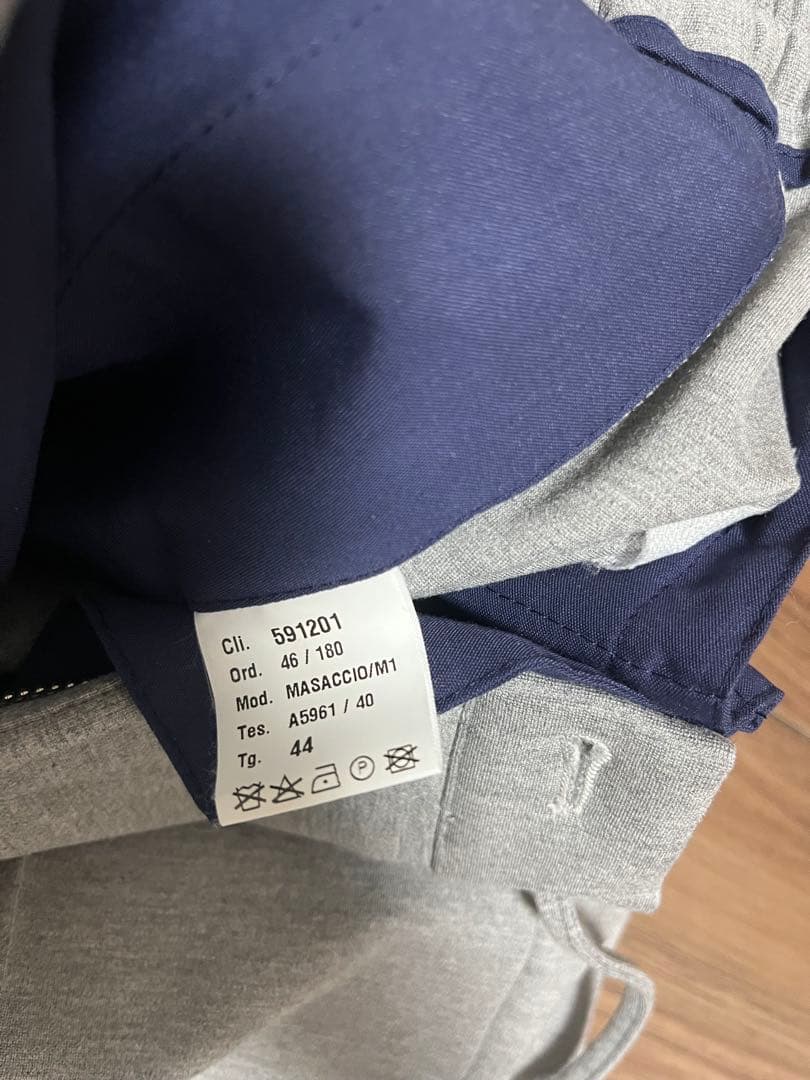 Cli. 591201
Ord. 46 / 180
Mod. MASACCIO/M1
Tes. A5961 / 40
Tg. 44
P